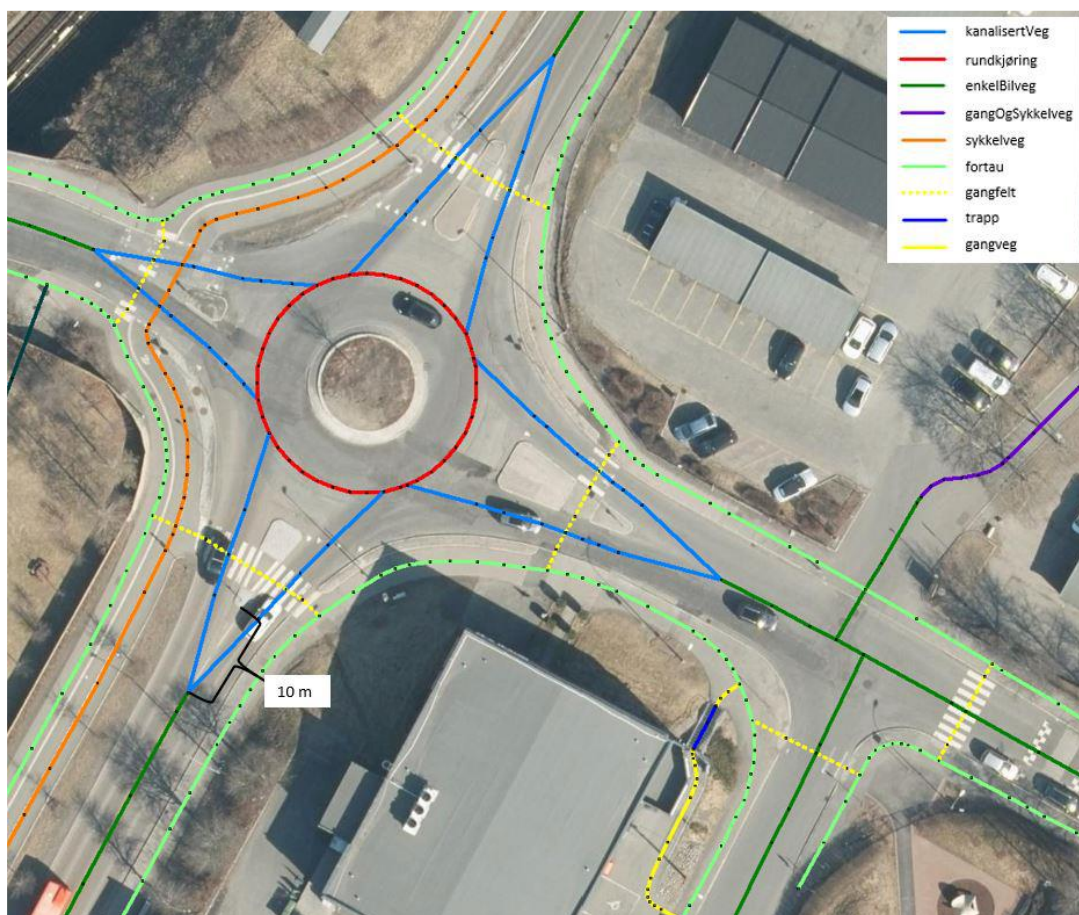 kanalisertVeg
rundkjøring
enkelBilveg
gangOgSykkelveg
sykkelveg
fortau
gangfelt
trapp
gangveg
10 m